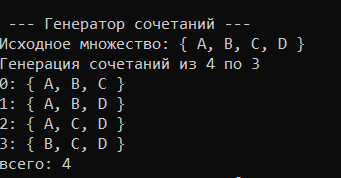 --- Генератор сочетаний ---
Исходное множество: { A, B, C, D }
Генерация сочетаний из 4 по 3
0: { A, B, C }
1: { A, B, D }
2: { A, C, D }
3: { B, C, D }
всего: 4